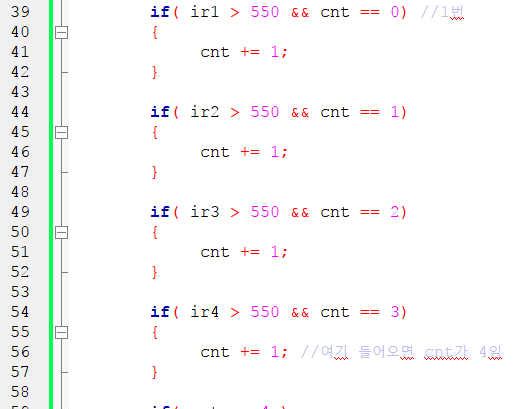 39 if( ir1 > 550 && cnt == 0) //1번
40 {
41 cnt += 1;
42 }
43
44 if( ir2 > 550 && cnt == 1)
45 {
46 cnt += 1;
47 }
48
49 if( ir3 > 550 && cnt == 2)
50 {
51 cnt += 1;
52 }
53
54 if( ir4 > 550 && cnt == 3)
55 {
56 cnt += 1; //여기 들어오면 cnt가 4임
57 }
58